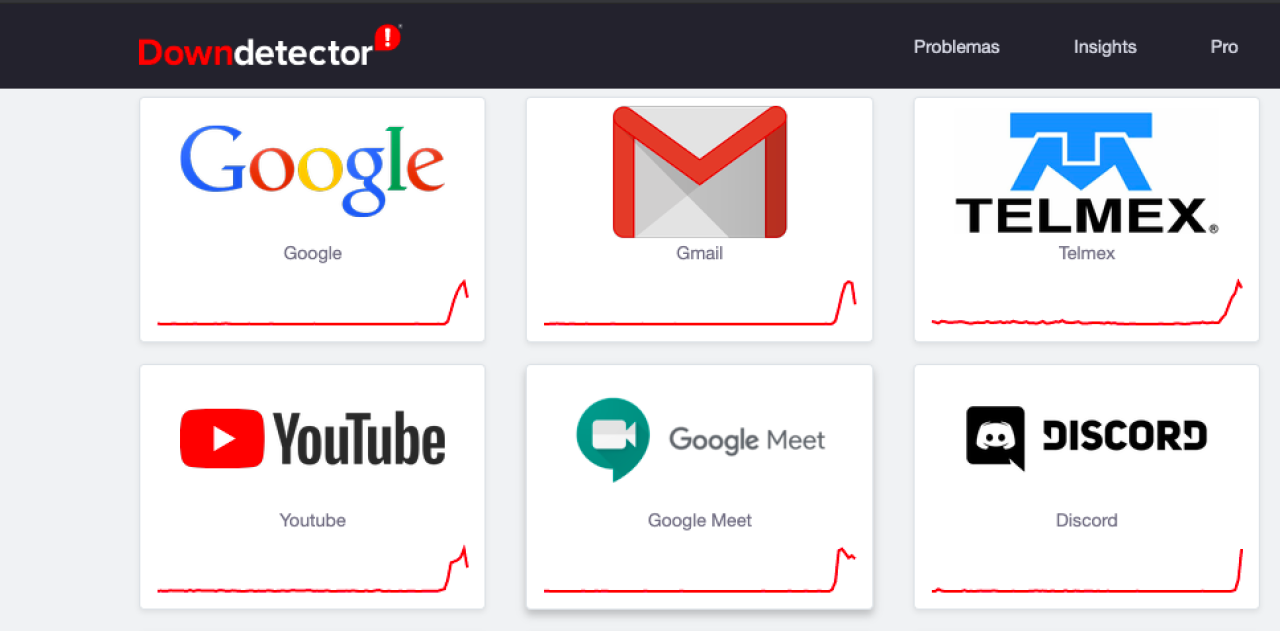 Downdetector!
Problemas
Insights
Pro
Google
Google
Gmail
TELMEX®
Telmex
YouTube
Youtube
Google Meet
Google Meet
DISCORD
Discord